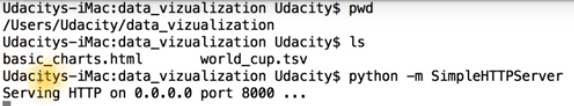 Udacitys-iMac:data_vizualization Udacity$ pwd
/Users/Udacity/data_vizualization
Udacitys-iMac:data_vizualization Udacity$ ls
basic_charts.html       world_cup.tsv
Udacitys-iMac:data_vizualization Udacity$ python -m SimpleHTTPServer
Serving HTTP on 0.0.0.0 port 8000 ...